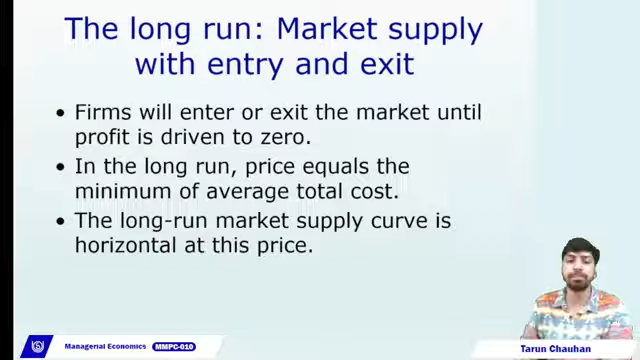 The long run: Market supply
with entry and exit
• Firms will enter or exit the market until
profit is driven to zero.
• In the long run, price equals the
minimum of average total cost.
• The long-run market supply curve is
horizontal at this price.
Managerial Economics MMPC-010
Tarun Chauhan